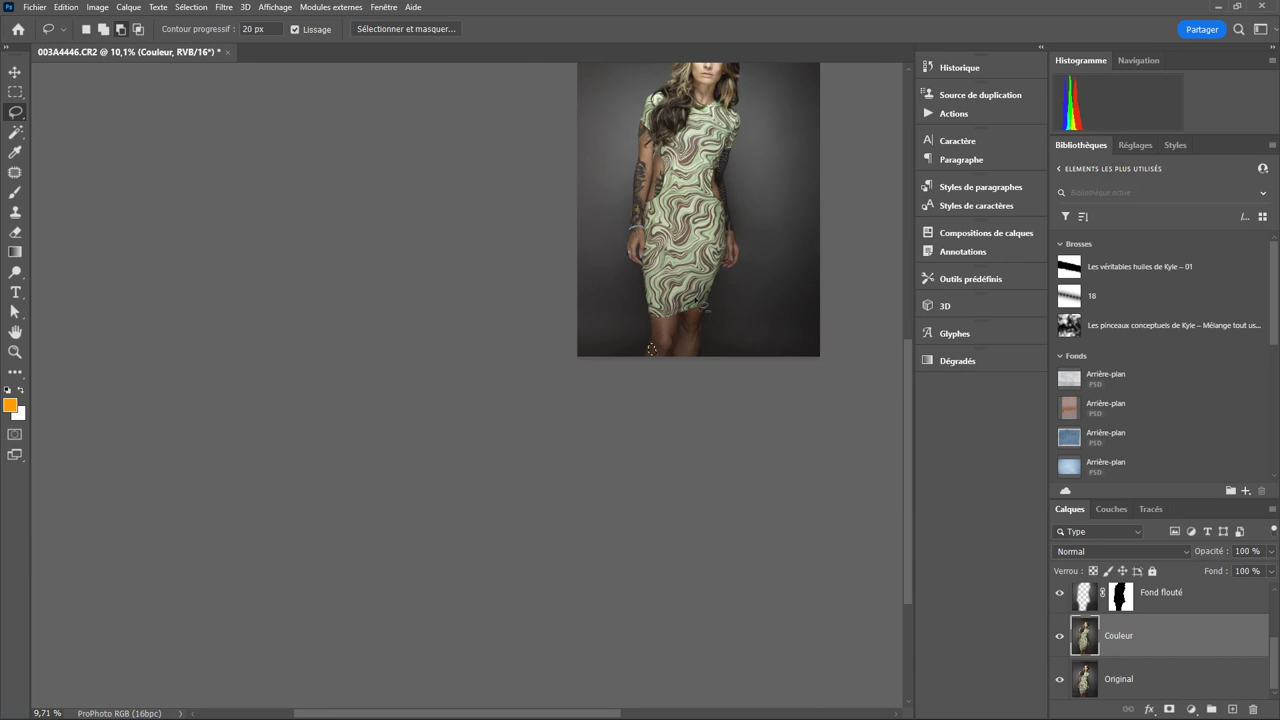 Fichier Edition Image Calque Texte Sélection Filtre 3D Affichage Modules externes Fenêtre Aide
Contour progressif : 20 px Lissage Sélectionner et masquer... Partager
003A4446.CR2 @ 10,1% (Couleur, RVB/16*) * ×
Historique
Source de duplication
Actions
Caractère
Paragraphe
Styles de paragraphes
Styles de caractères
Compositions de calques
Annotations
Outils prédéfinis
3D
Glyphes
Dégradés
Histogramme Navigation
Bibliothèques Réglages Styles
ELEMENTS LES PLUS UTILISÉS
Bibliothèque active
Brosses
Les véritables huiles de Kyle – 01
18
Les pinceaux conceptuels de Kyle – Mélange tout us...
Fonds
Arrière-plan
PSD
Arrière-plan
PSD
Arrière-plan
PSD
Arrière-plan
PSD
Calques Couches Tracés
Type
Normal Opacité : 100 %
Verrou : Fond : 100 %
Fond flouté
Couleur
Original
9,71 % ProPhoto RGB (16bpc)